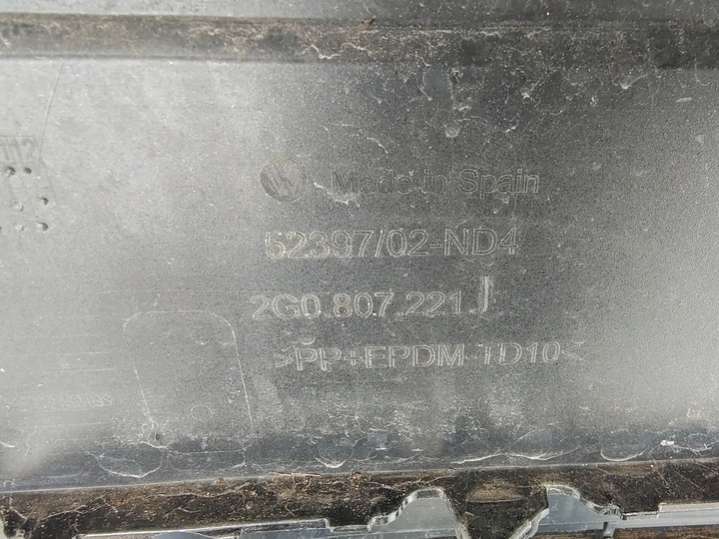 Made in Spain
62397/02-ND4
2G0.807.221.J
>PP+EPDM-TD10<